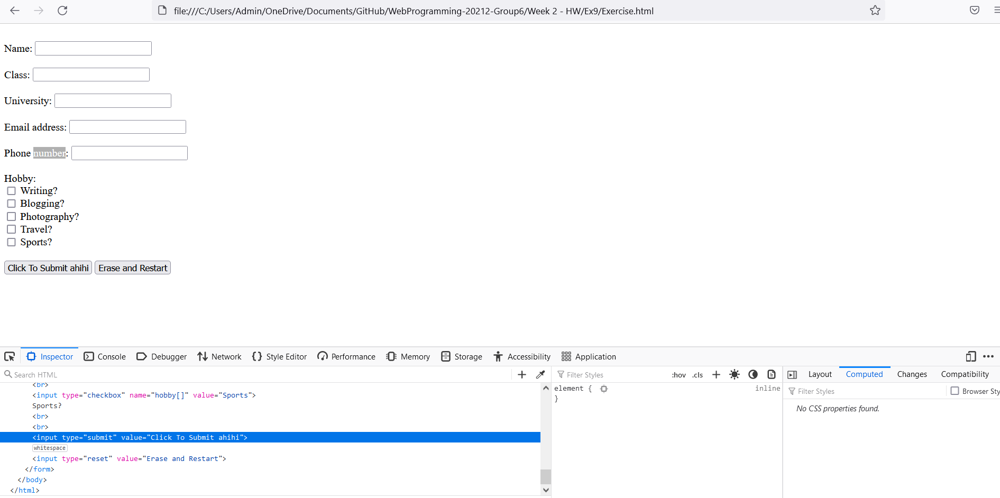 file:///C:/Users/Admin/OneDrive/Documents/GitHub/WebProgramming-20212-Group6/Week 2 - HW/Ex9/Exercise.html
Name:
Class:
University:
Email address:
Phone number:
Hobby:
Writing?
Blogging?
Photography?
Travel?
Sports?
Click To Submit ahihi Erase and Restart
Inspector Console Debugger Network Style Editor Performance Memory Storage Accessibility Application
Search HTML
<br>
<input type="checkbox" name="hobby[]" value="Sports">
Sports?
<br>
<br>
<input type="submit" value="Click To Submit ahihi">
whitespace
<input type="reset" value="Erase and Restart">
</form>
</body>
</html>
Filter Styles :hov .cls
element { inline
}
Layout Computed Changes Compatibility
Filter Styles Browser Sty
No CSS properties found.